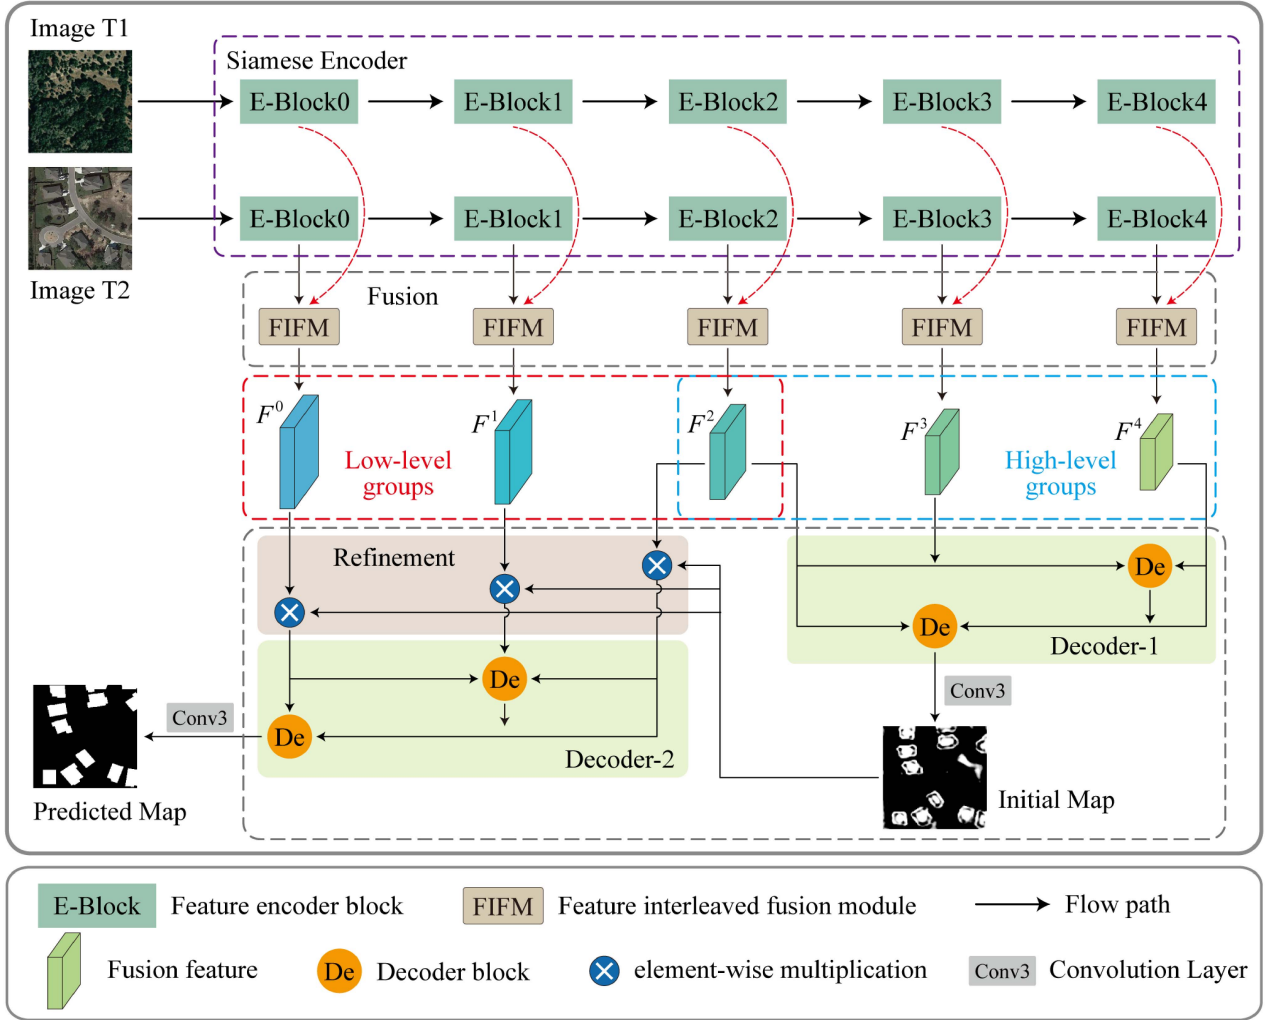 Image T1
Siamese Encoder
E-Block0 E-Block1 E-Block2 E-Block3 E-Block4
E-Block0 E-Block1 E-Block2 E-Block3 E-Block4
Image T2
Fusion
FIFM FIFM FIFM FIFM FIFM
F⁰ F¹ F² F³ F⁴
Low-level
groups
High-level
groups
Refinement
De
De
Decoder-1
De
Conv3
Conv3
De
Decoder-2
Predicted Map
Initial Map
E-Block Feature encoder block FIFM Feature interleaved fusion module Flow path
Fusion feature De Decoder block element-wise multiplication Conv3 Convolution Layer